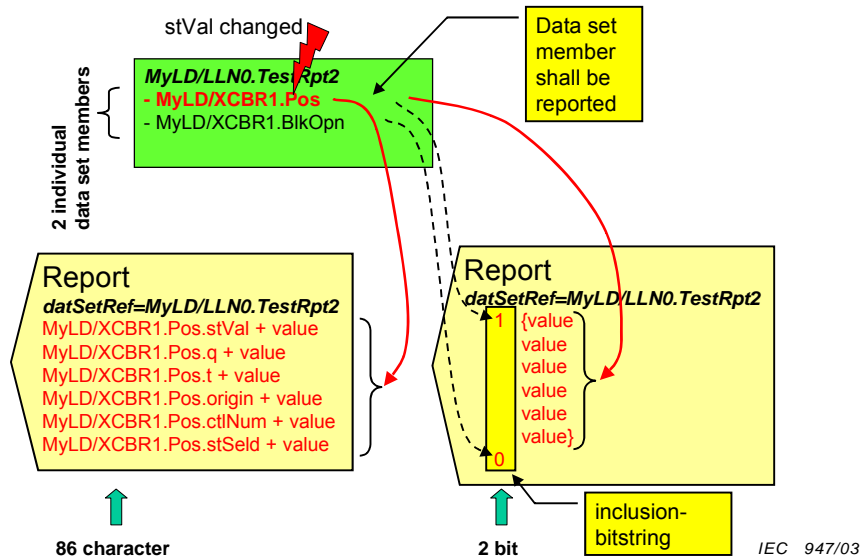 stVal changed
Data set
member
shall be
reported
MyLD/LLN0.TestRpt2
- MyLD/XCBR1.Pos
- MyLD/XCBR1.BlkOpn
2 individual
data set members
Report
datSetRef=MyLD/LLN0.TestRpt2
MyLD/XCBR1.Pos.stVal + value
MyLD/XCBR1.Pos.q + value
MyLD/XCBR1.Pos.t + value
MyLD/XCBR1.Pos.origin + value
MyLD/XCBR1.Pos.ctlNum + value
MyLD/XCBR1.Pos.stSeld + value
86 character
Report
datSetRef=MyLD/LLN0.TestRpt2
1 {value
value
value
value
value
value}
0
2 bit
inclusion-
bitstring
IEC 947/03